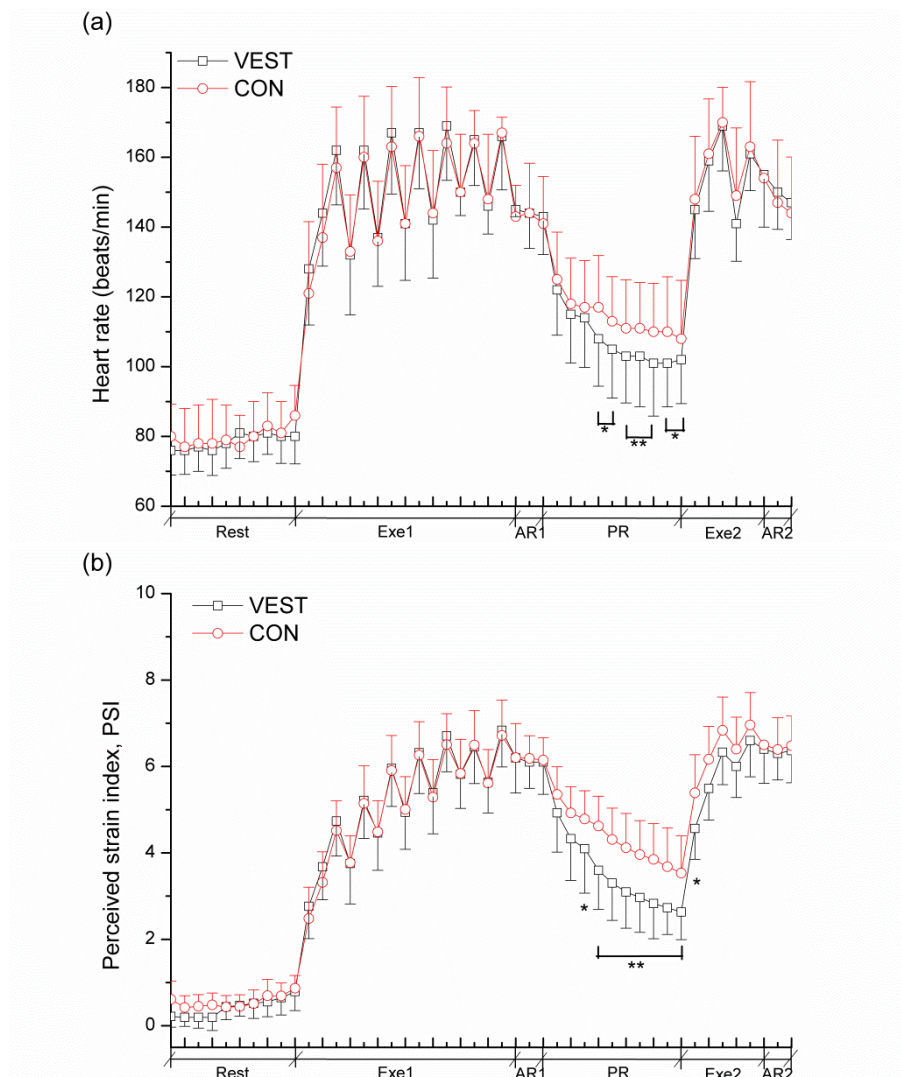 (a)
VEST
CON
Heart rate (beats/min)
180
160
140
120
100
80
60
*
**
*
Rest
Exe1
AR1
PR
Exe2
AR2
(b)
VEST
CON
Perceived strain index, PSI
10
8
6
4
2
0
*
**
*
Rest
Exe1
AR1
PR
Exe2
AR2